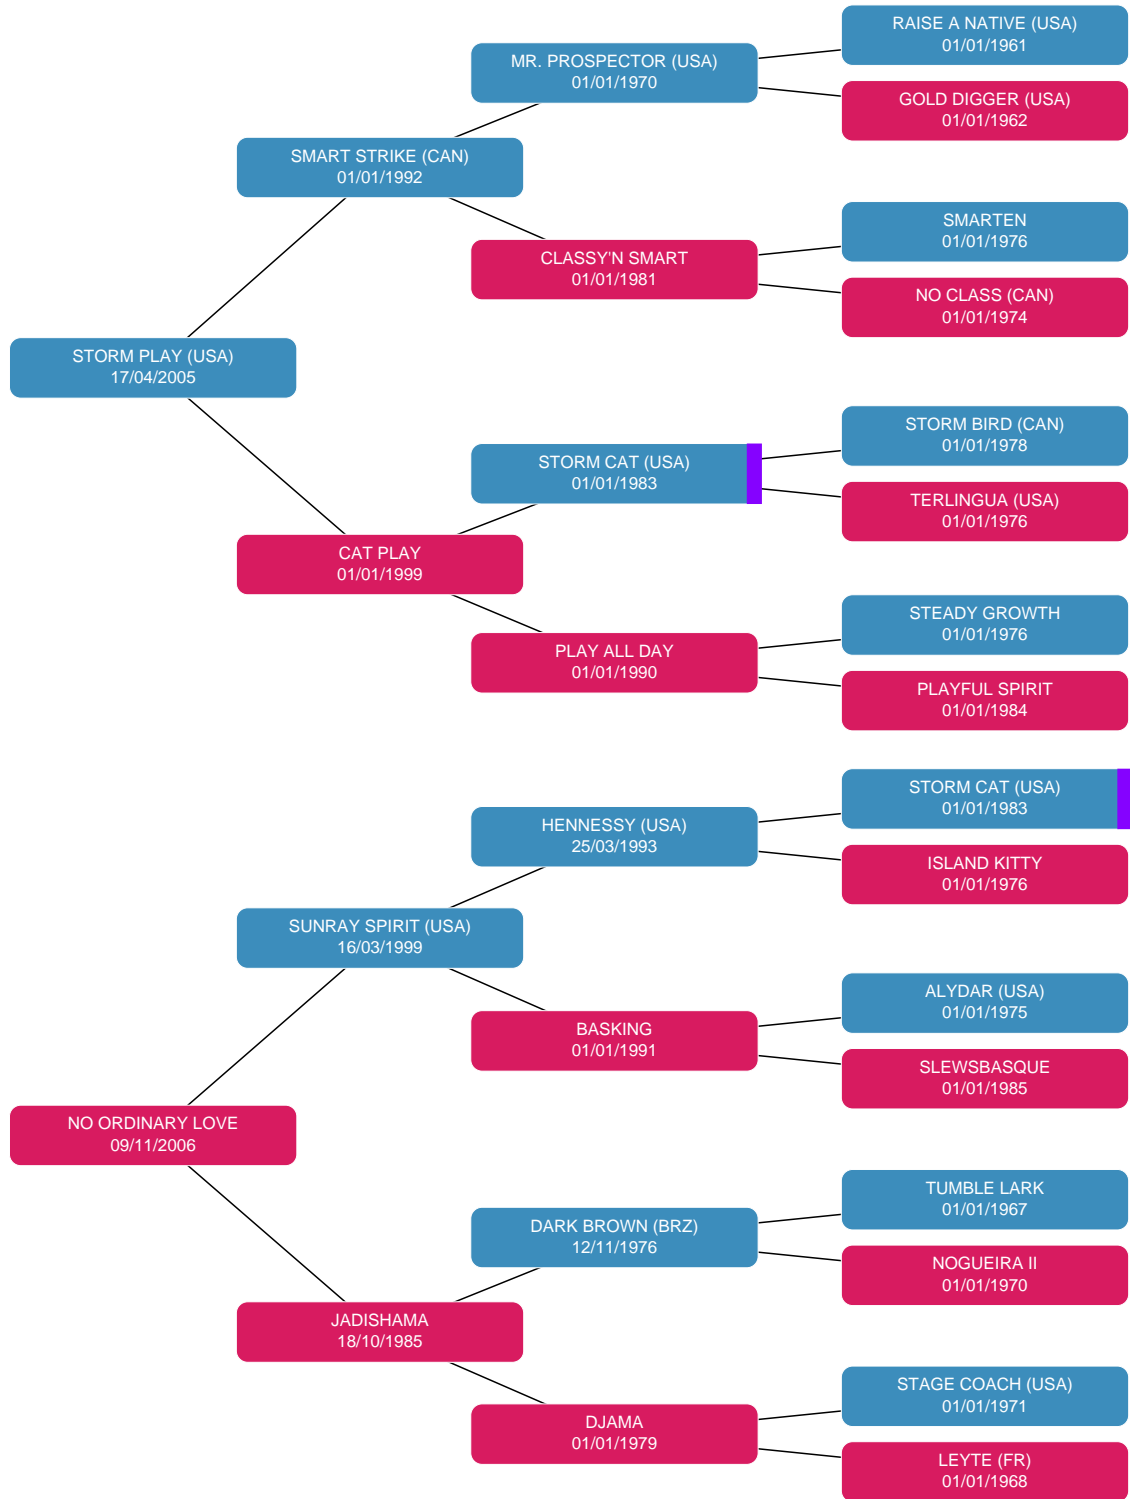 RAISE A NATIVE (USA)
01/01/1961
MR. PROSPECTOR (USA)
01/01/1970
GOLD DIGGER (USA)
01/01/1962
SMART STRIKE (CAN)
01/01/1992
SMARTEN
01/01/1976
CLASSY'N SMART
01/01/1981
NO CLASS (CAN)
01/01/1974
STORM PLAY (USA)
17/04/2005
STORM BIRD (CAN)
01/01/1978
STORM CAT (USA)
01/01/1983
TERLINGUA (USA)
01/01/1976
CAT PLAY
01/01/1999
STEADY GROWTH
01/01/1976
PLAY ALL DAY
01/01/1990
PLAYFUL SPIRIT
01/01/1984
STORM CAT (USA)
01/01/1983
HENNESSY (USA)
25/03/1993
ISLAND KITTY
01/01/1976
SUNRAY SPIRIT (USA)
16/03/1999
ALYDAR (USA)
01/01/1975
BASKING
01/01/1991
SLEWSBASQUE
01/01/1985
NO ORDINARY LOVE
09/11/2006
TUMBLE LARK
01/01/1967
DARK BROWN (BRZ)
12/11/1976
NOGUEIRA II
01/01/1970
JADISHAMA
18/10/1985
STAGE COACH (USA)
01/01/1971
DJAMA
01/01/1979
LEYTE (FR)
01/01/1968